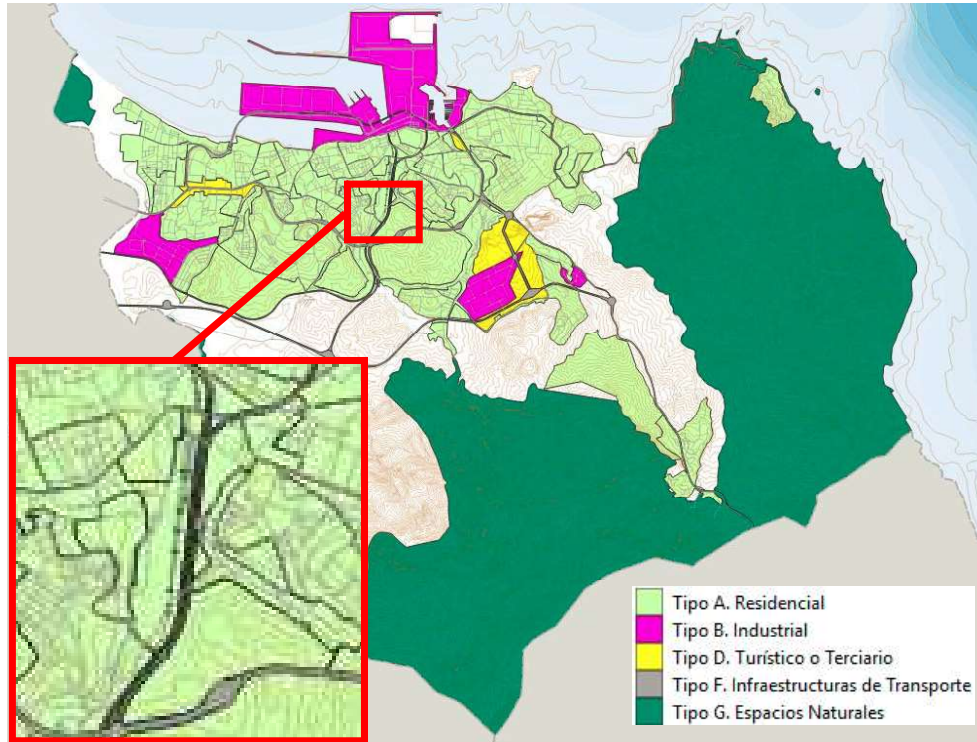 Tipo A. Residencial
Tipo B. Industrial
Tipo D. Turístico o Terciario
Tipo F. Infraestructuras de Transporte
Tipo G. Espacios Naturales